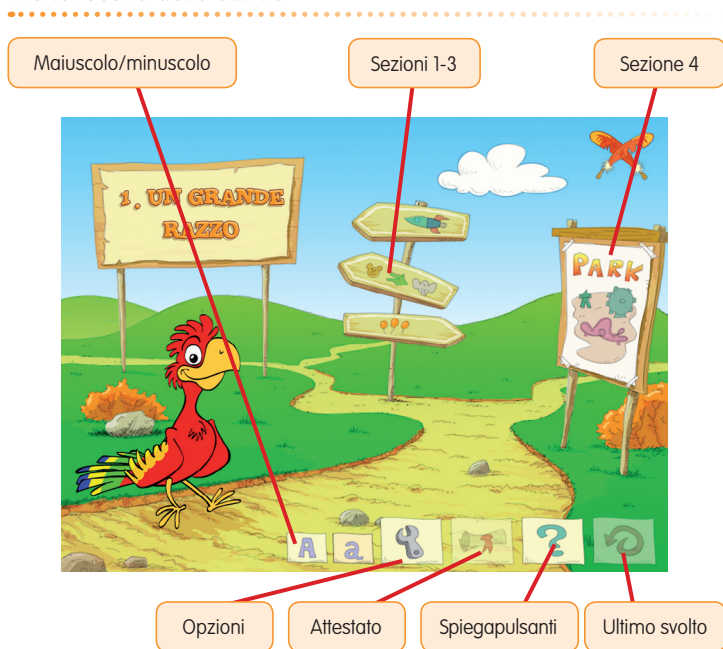 Maiuscolo/minuscolo
Sezioni 1-3
Sezione 4
1. UN GRANDE
RAZZO
PARK
A
a
?
Opzioni
Attestato
Spiegapulsanti
Ultimo svolto